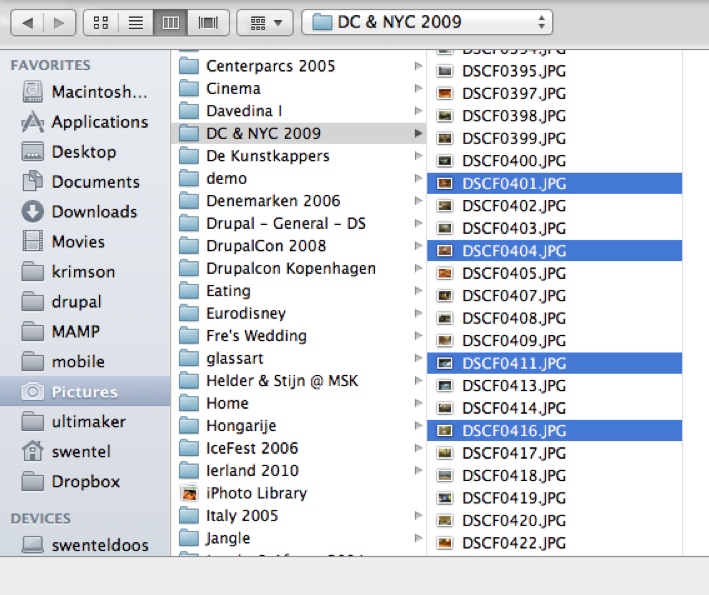 DC & NYC 2009
FAVORITES
Macintosh...
Applications
Desktop
Documents
Downloads
Movies
krimson
drupal
MAMP
mobile
Pictures
ultimaker
swentel
Dropbox
DEVICES
swenteldoos
Centerparcs 2005
Cinema
Davedina I
DC & NYC 2009
De Kunstkappers
demo
Denemarken 2006
Drupal - General - DS
DrupalCon 2008
Drupalcon Kopenhagen
Eating
Eurodisney
Fre's Wedding
glassart
Helder & Stijn @ MSK
Home
Hongarije
IceFest 2006
Ierland 2010
iPhoto Library
Italy 2005
Jangle
DSCF0394.JPG
DSCF0395.JPG
DSCF0397.JPG
DSCF0398.JPG
DSCF0399.JPG
DSCF0400.JPG
DSCF0401.JPG
DSCF0402.JPG
DSCF0403.JPG
DSCF0404.JPG
DSCF0405.JPG
DSCF0407.JPG
DSCF0408.JPG
DSCF0409.JPG
DSCF0411.JPG
DSCF0413.JPG
DSCF0414.JPG
DSCF0416.JPG
DSCF0417.JPG
DSCF0418.JPG
DSCF0419.JPG
DSCF0420.JPG
DSCF0422.JPG